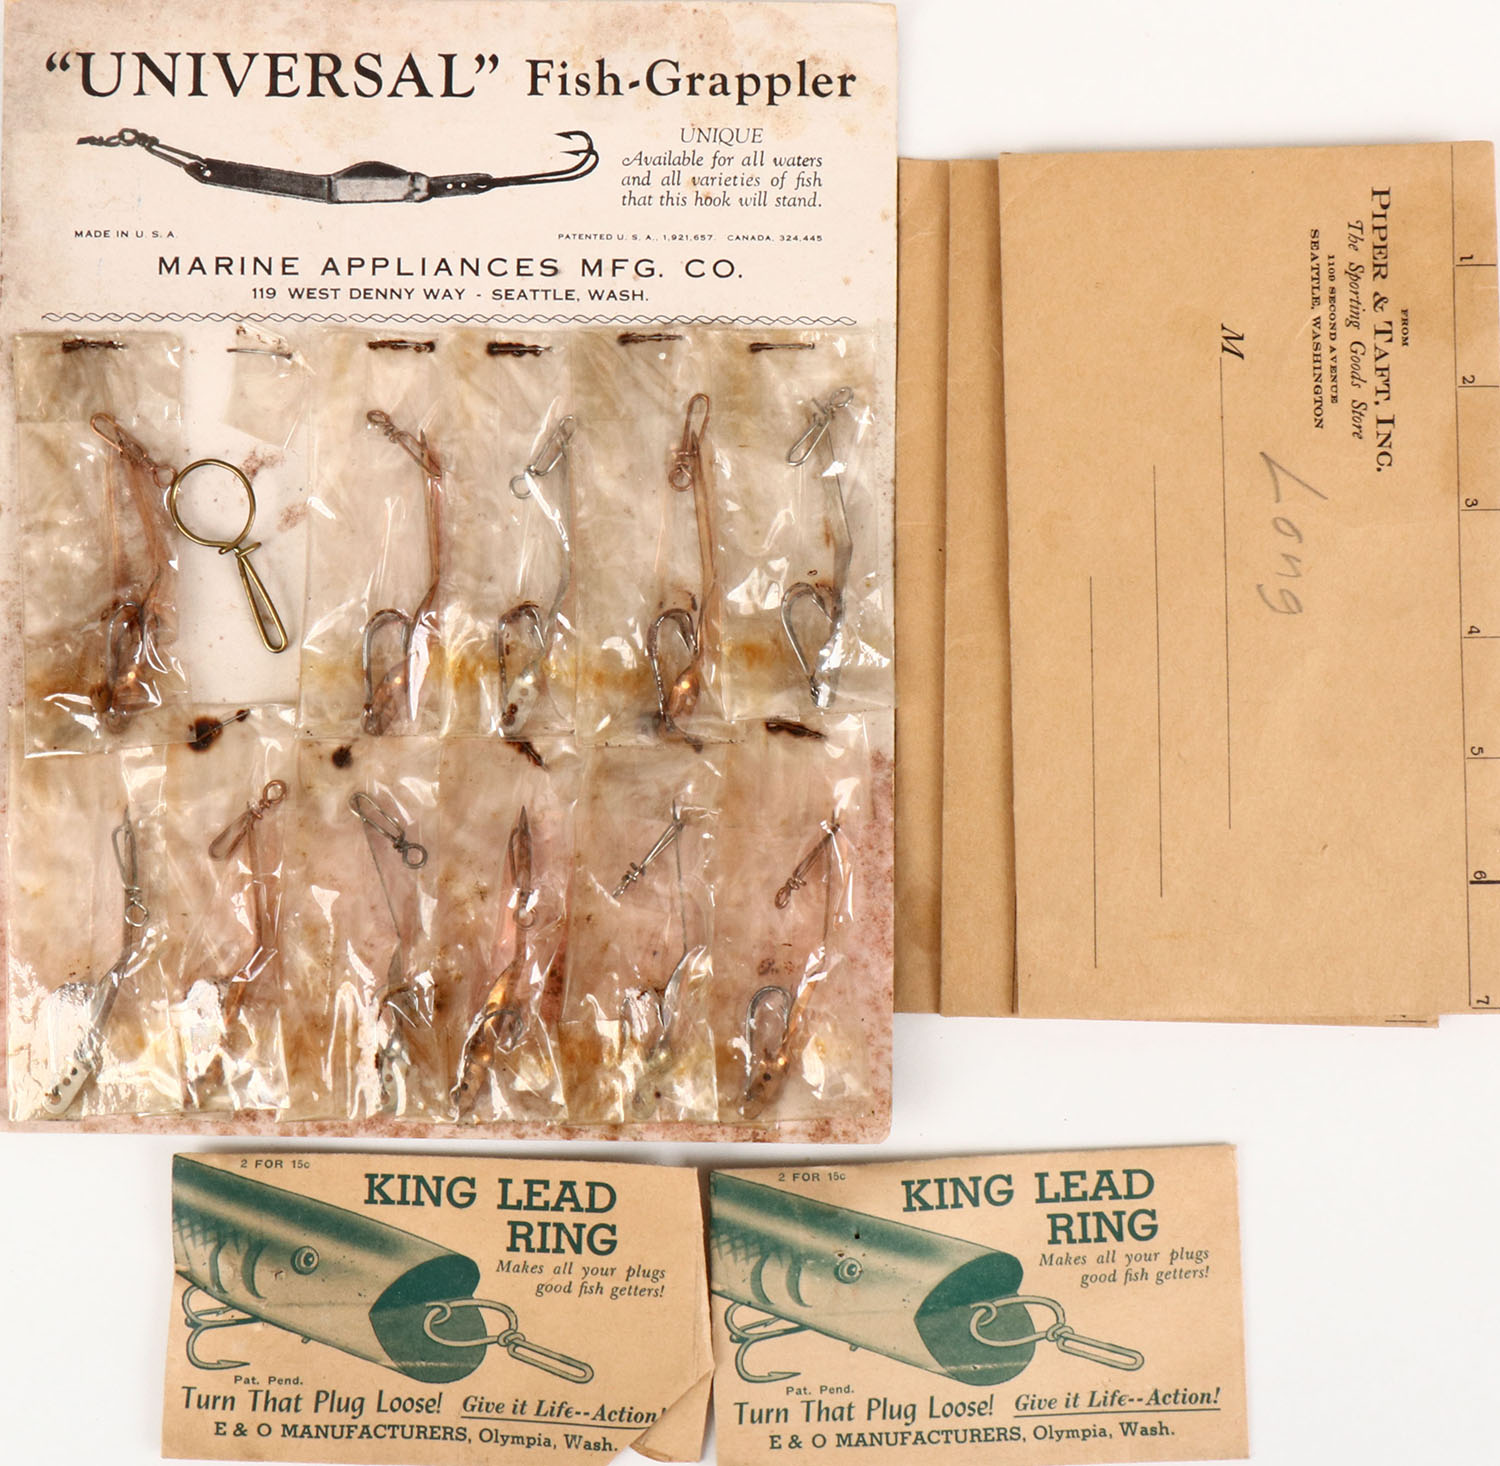 “UNIVERSAL” Fish-Grappler
UNIQUE
Available for all waters
and all varieties of fish
that this hook will stand.
MADE IN U. S. A.
PATENTED U. S. A., 1,921,657. CANADA, 324,445
MARINE APPLIANCES MFG. CO.
119 WEST DENNY WAY - SEATTLE, WASH.
FROM
PIPER & TAFT, INC.
The Sporting Goods Store
1109 SECOND AVENUE
SEATTLE, WASHINGTON
M
Long
1
2
3
4
5
6
7
2 FOR 15c
KING LEAD
RING
Makes all your plugs
good fish getters!
Pat. Pend.
Turn That Plug Loose! Give it Life--Action!
E & O MANUFACTURERS, Olympia, Wash.
2 FOR 15c
KING LEAD
RING
Makes all your plugs
good fish getters!
Pat. Pend.
Turn That Plug Loose! Give it Life--Action!
E & O MANUFACTURERS, Olympia, Wash.